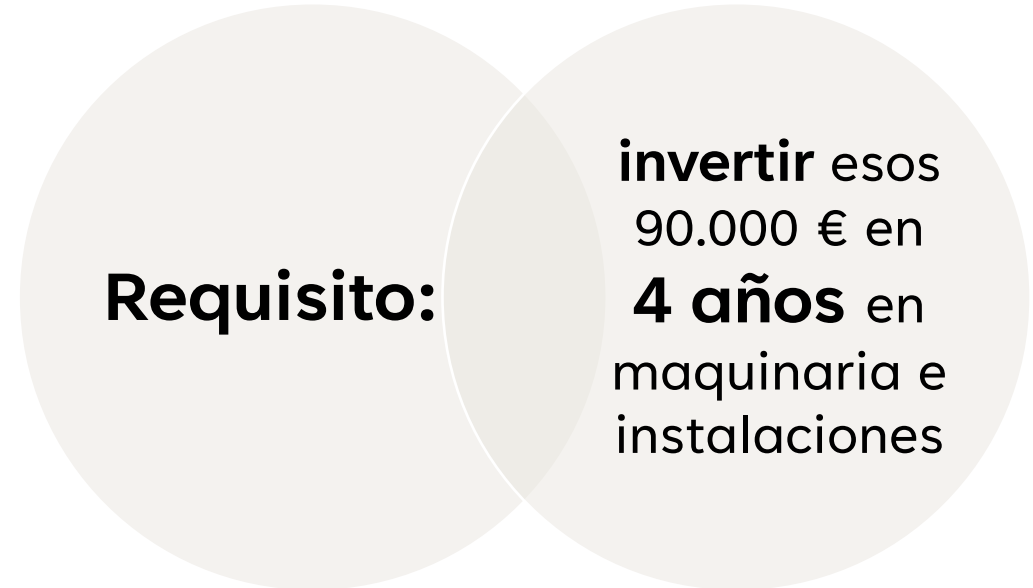 Requisito:
invertir esos
90.000 € en
4 años en
maquinaria e
instalaciones